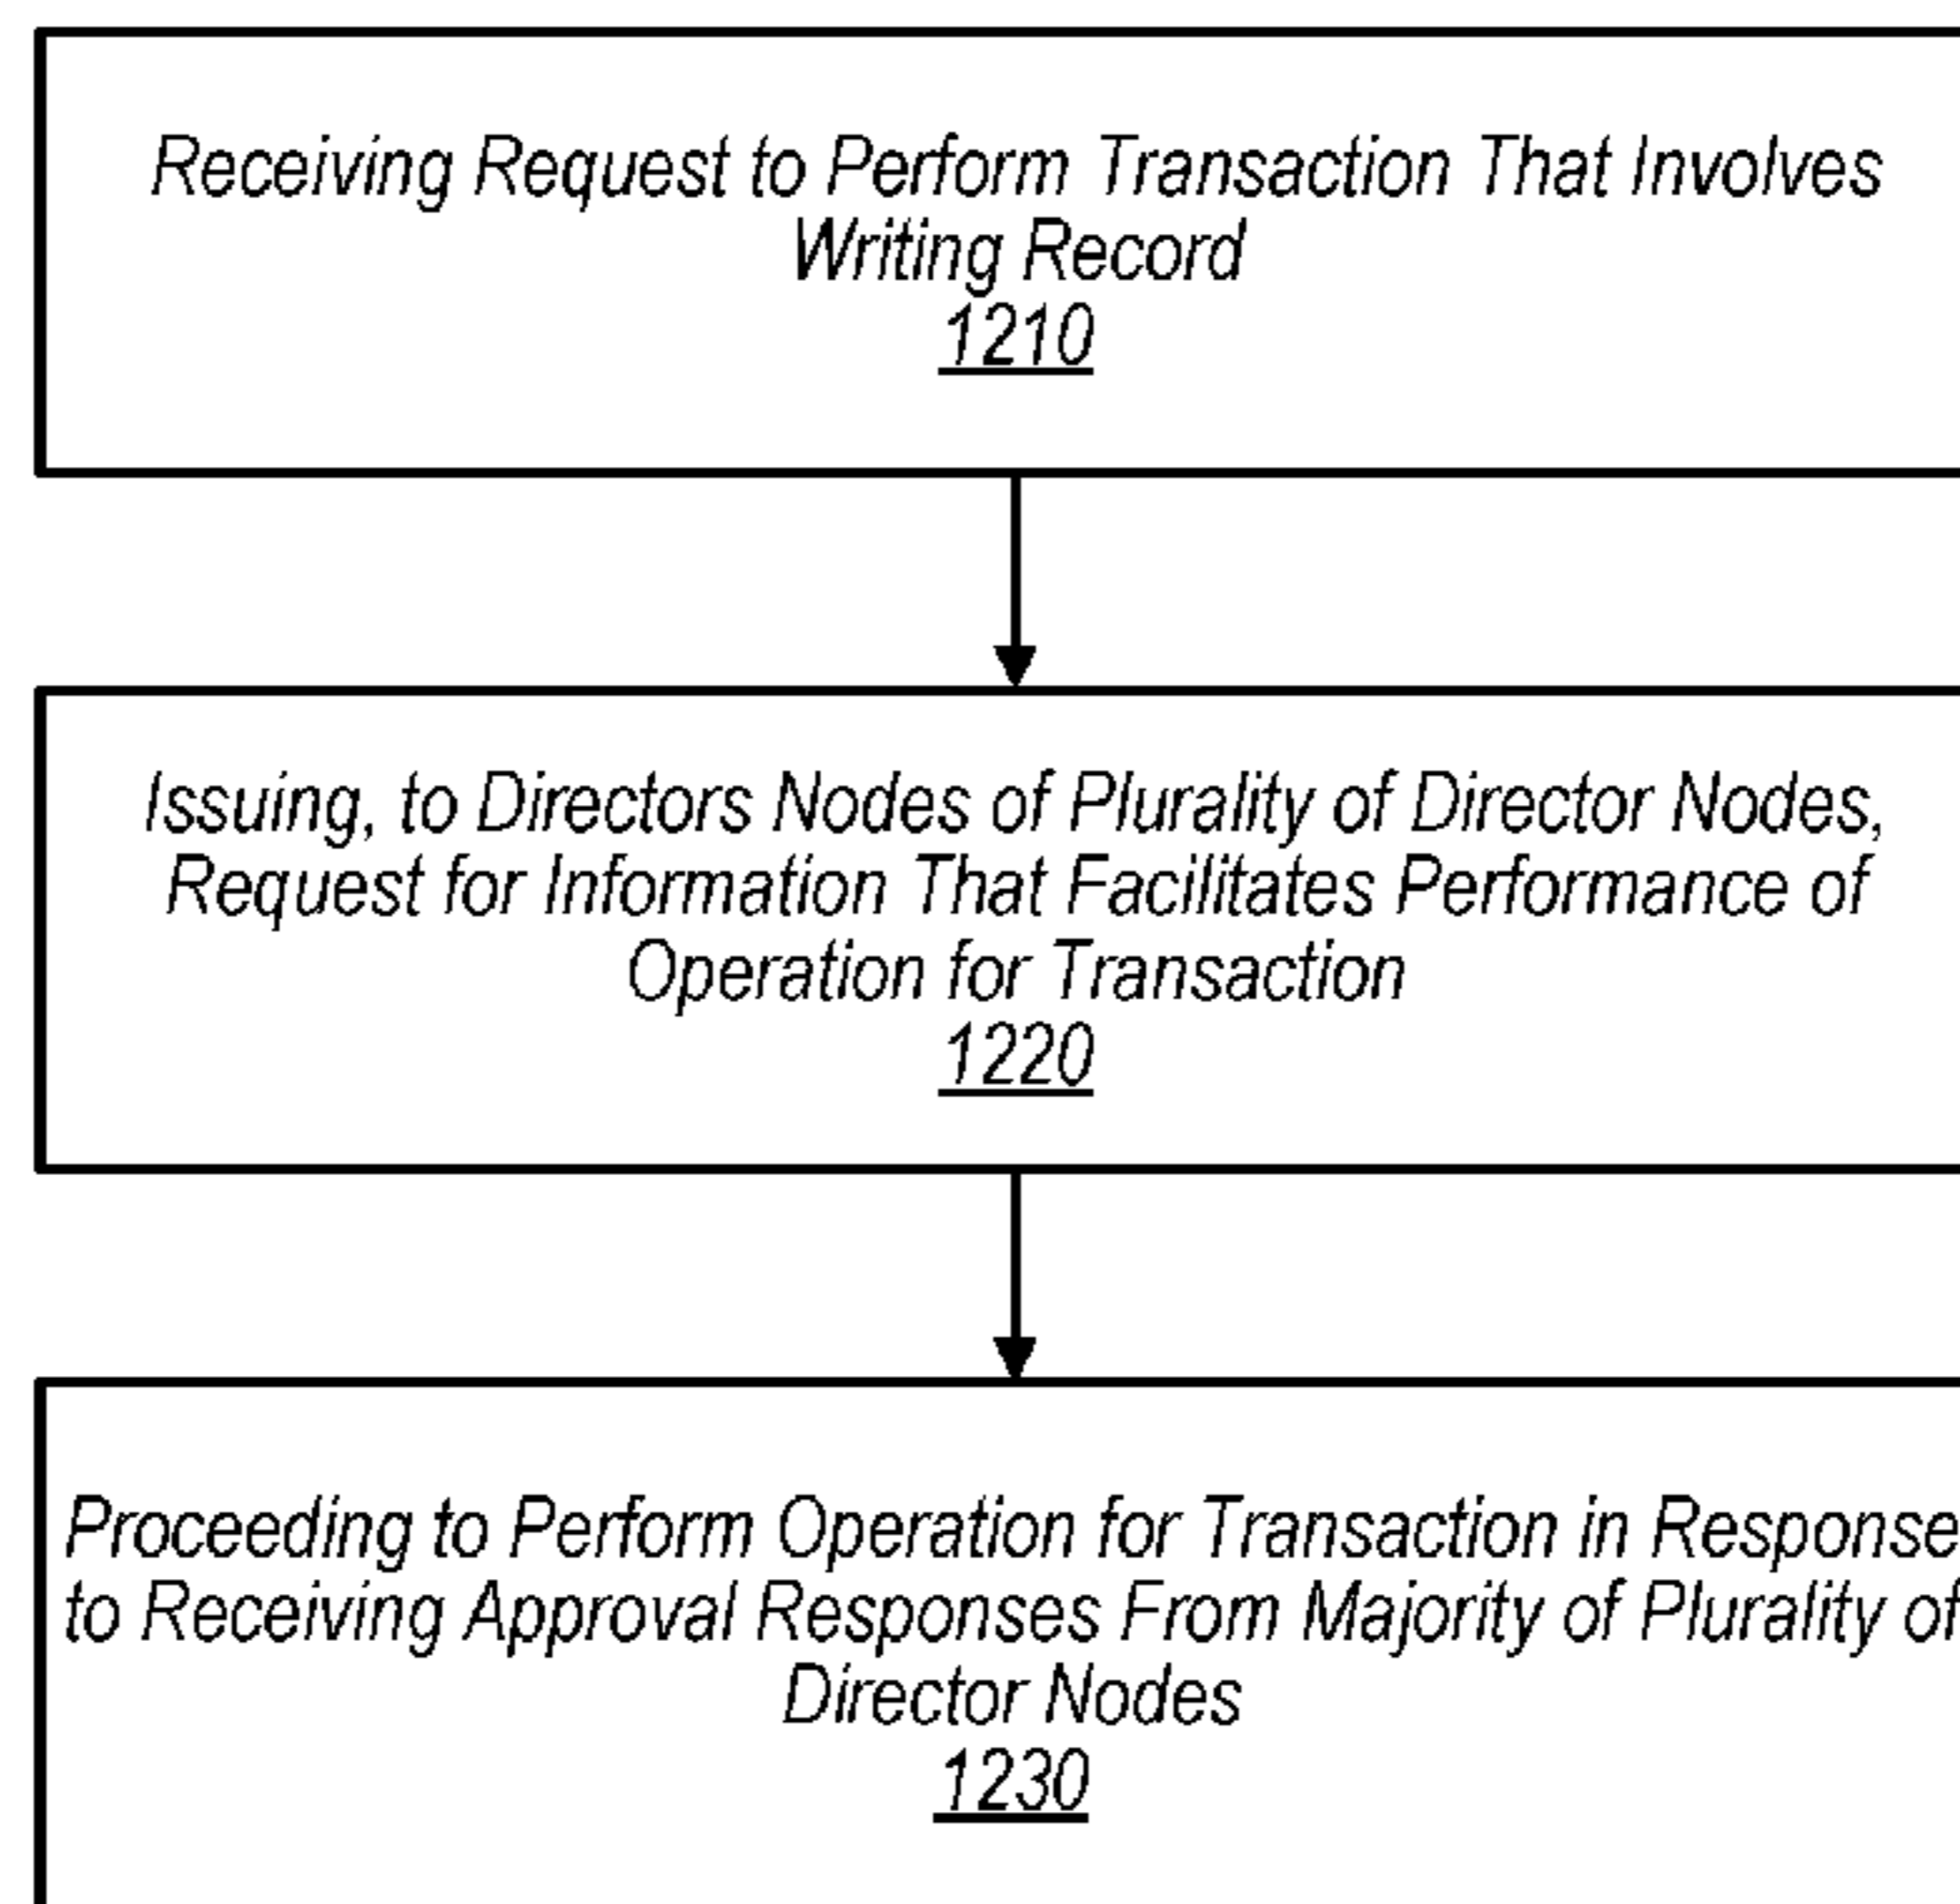 Receiving Request to Perform Transaction That Involves
Writing Record
1210
Issuing, to Directors Nodes of Plurality of Director Nodes,
Request for Information That Facilitates Performance of
Operation for Transaction
1220
Proceeding to Perform Operation for Transaction in Response
to Receiving Approval Responses From Majority of Plurality of
Director Nodes
1230